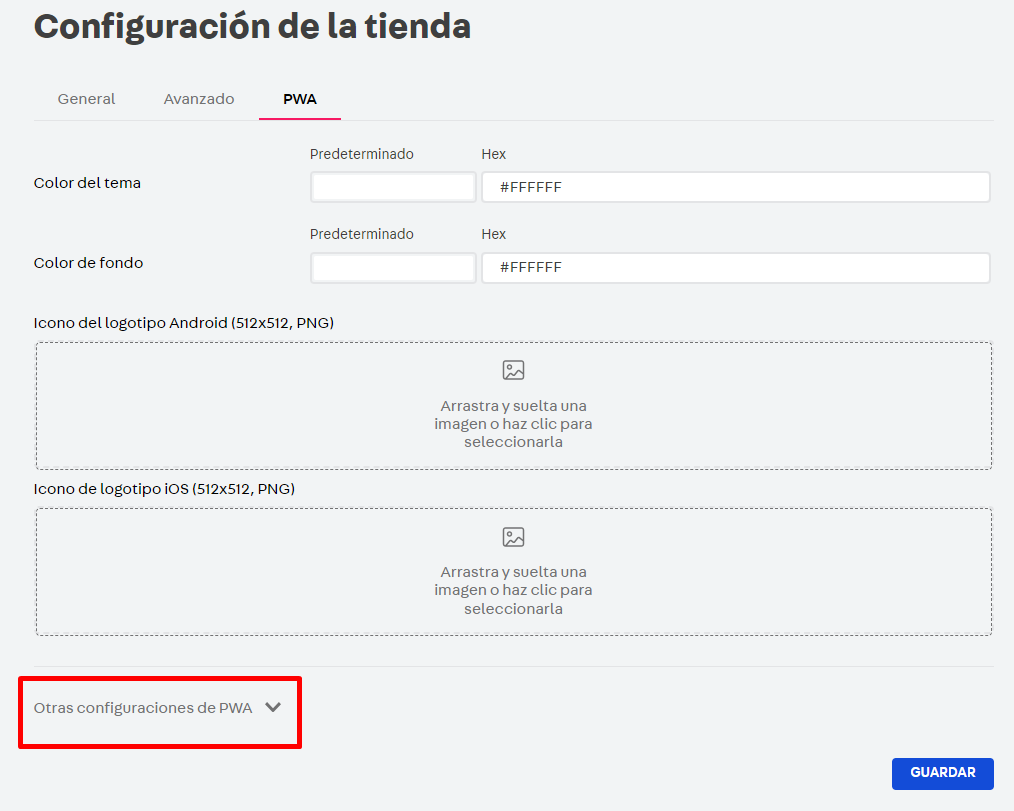 Configuración de la tienda
General Avanzado PWA
Predeterminado Hex
Color del tema #FFFFFF
Predeterminado Hex
Color de fondo #FFFFFF
Icono del logotipo Android (512x512, PNG)
Arrastra y suelta una
imagen o haz clic para
seleccionarla
Icono de logotipo iOS (512x512, PNG)
Arrastra y suelta una
imagen o haz clic para
seleccionarla
Otras configuraciones de PWA
GUARDAR